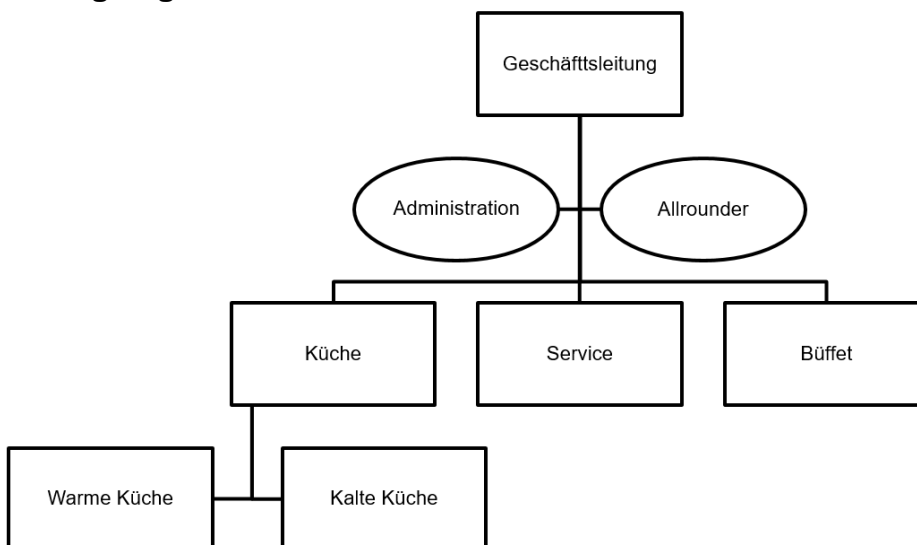 Geschäfttsleitung
Administration
Allrounder
Küche
Service
Büffet
Warme Küche
Kalte Küche